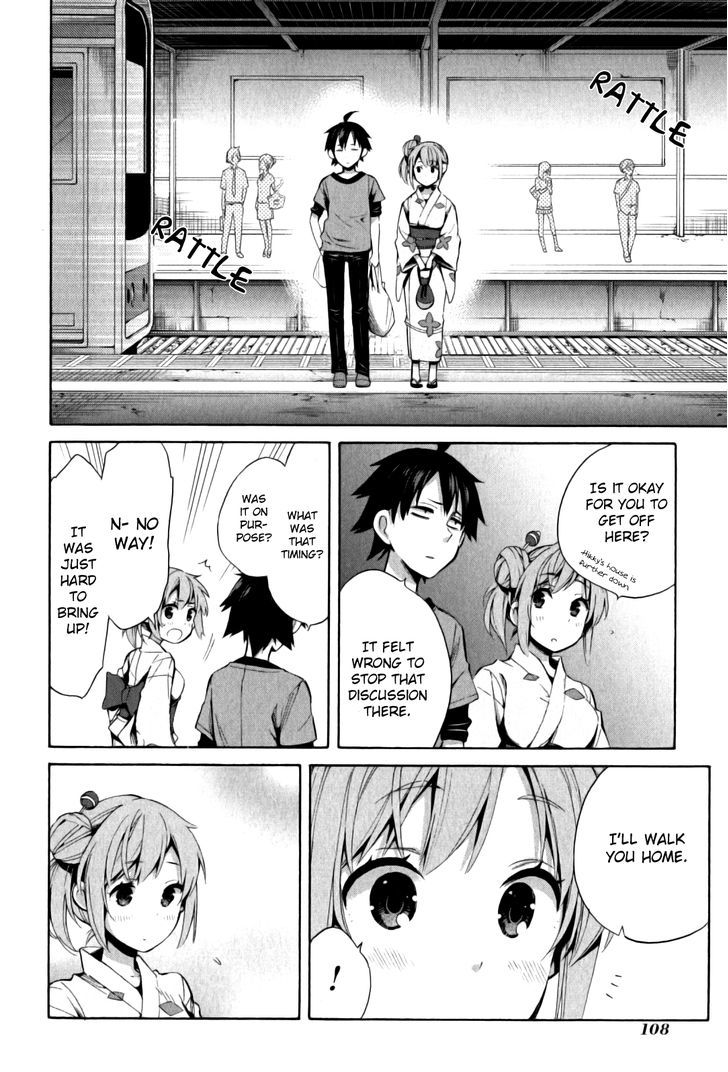 RATTLE
RATTLE
IS IT OKAY
FOR YOU TO
GET OFF
HERE?
Hikky's house is
further down
IT FELT
WRONG TO
STOP THAT
DISCUSSION
THERE.
WHAT
WAS THAT
TIMING?
WAS
IT ON
PUR-
POSE?
N- NO
WAY!
IT
WAS
JUST
HARD
TO
BRING
UP!
I'LL WALK
YOU HOME.
!
108